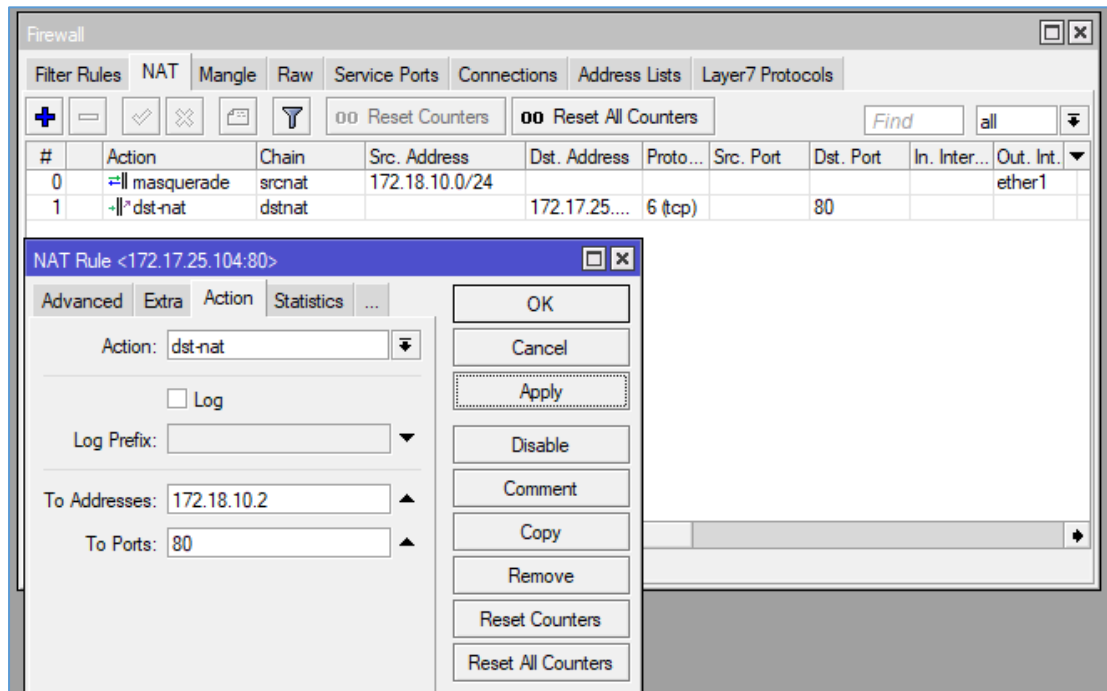 Firewall
Filter Rules NAT Mangle Raw Service Ports Connections Address Lists Layer7 Protocols
00 Reset Counters 00 Reset All Counters Find all
# Action Chain Src. Address Dst. Address Proto... Src. Port Dst. Port In. Inter... Out. Int.
0 masquerade srcnat 172.18.10.0/24 ether1
1 dst-nat dstnat 172.17.25.... 6 (tcp) 80
NAT Rule <172.17.25.104:80>
Advanced Extra Action Statistics ...
Action: dst-nat
Log
Log Prefix:
To Addresses: 172.18.10.2
To Ports: 80
OK
Cancel
Apply
Disable
Comment
Copy
Remove
Reset Counters
Reset All Counters